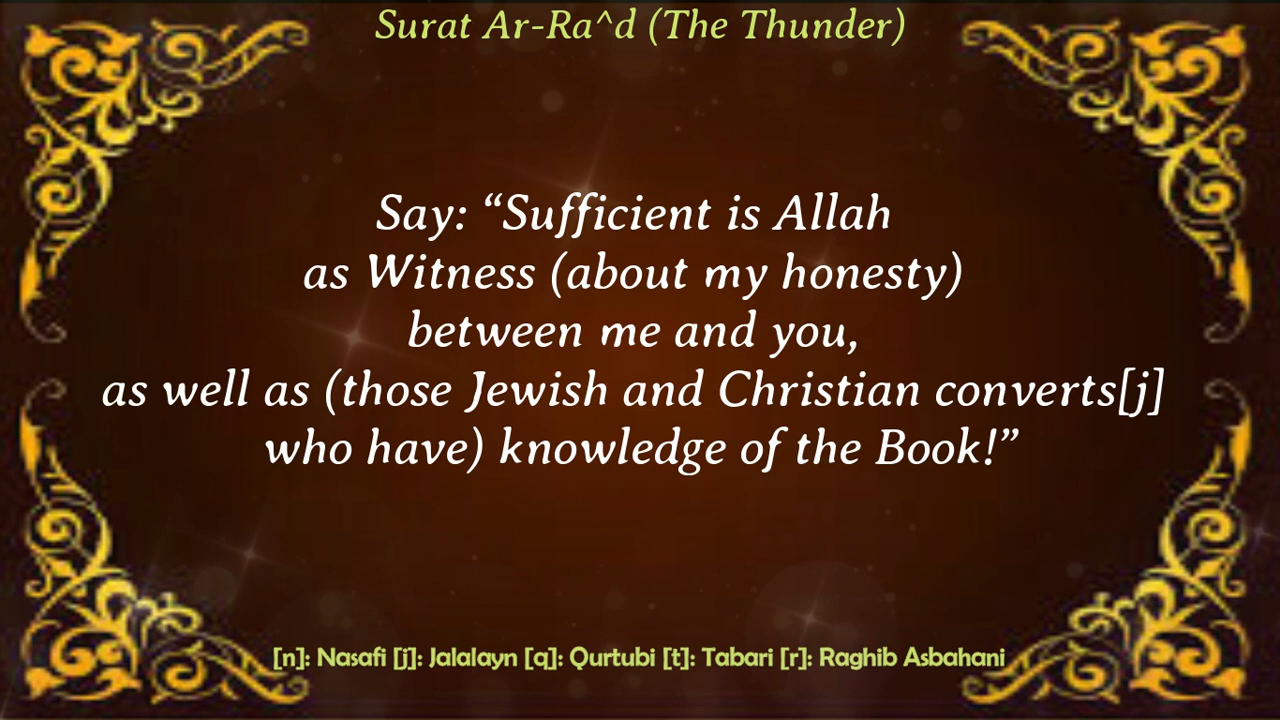 Surat Ar-Ra^d (The Thunder)
Say: “Sufficient is Allah
as Witness (about my honesty)
between me and you,
as well as (those Jewish and Christian converts[j]
who have) knowledge of the Book!”
[n]: Nasafi [j]: Jalalayn [q]: Qurtubi [t]: Tabari [r]: Raghib Asbahani